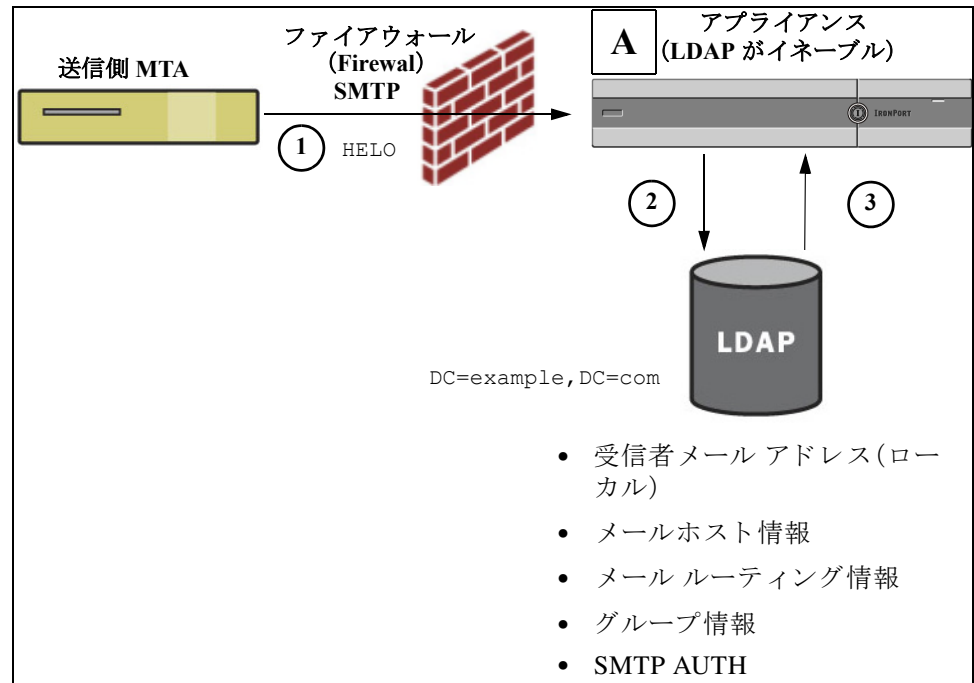 送信側 MTA
ファイアウォール
（Firewal）
SMTP
A
アプライアンス
（LDAP がイネーブル）
IRONPORT
1
HELO
2
3
LDAP
DC=example,DC=com
• 受信者メール アドレス（ロー
カル）
• メールホスト情報
• メール ルーティング情報
• グループ情報
• SMTP AUTH